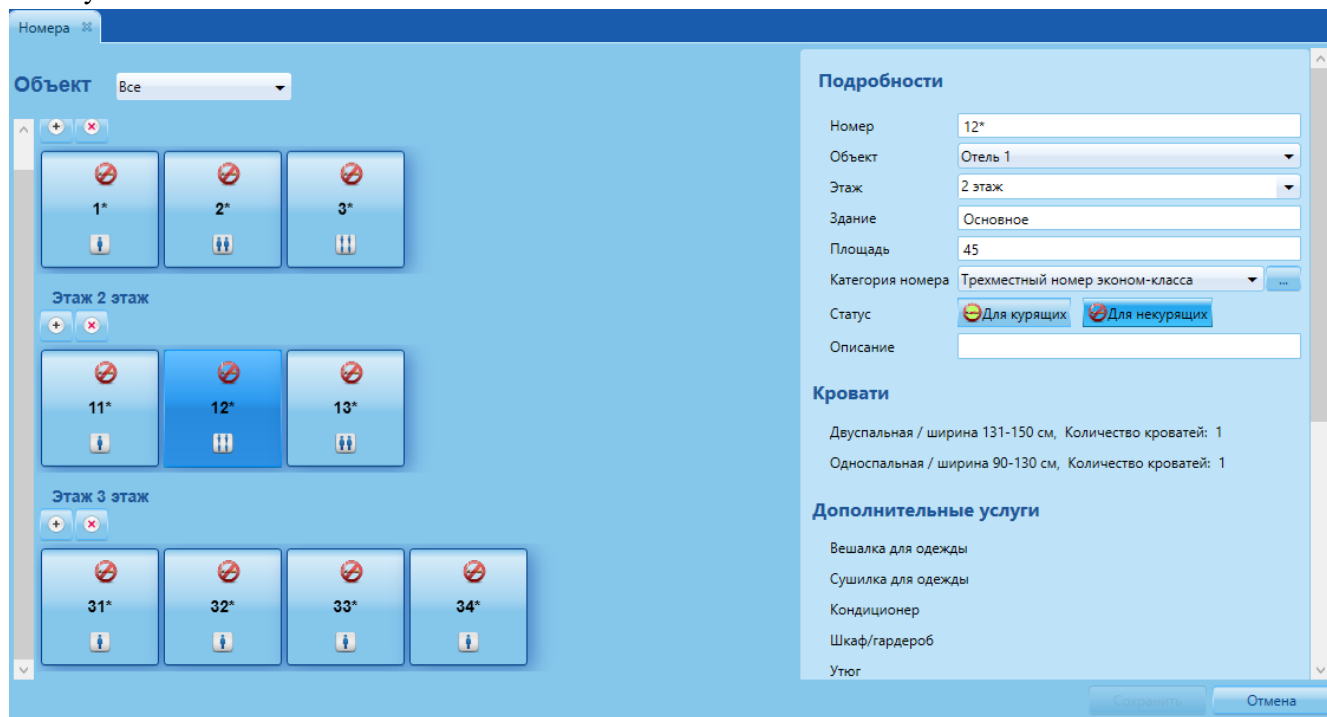 Номера
Объект Все
1* 2* 3*
Этаж 2 этаж
11* 12* 13*
Этаж 3 этаж
31* 32* 33* 34*
Подробности
Номер 12*
Объект Отель 1
Этаж 2 этаж
Здание Основное
Площадь 45
Категория номера Трехместный номер эконом-класса ...
Статус Для курящих Для некурящих
Описание
Кровати
Двуспальная / ширина 131-150 см, Количество кроватей: 1
Односпальная / ширина 90-130 см, Количество кроватей: 1
Дополнительные услуги
Вешалка для одежды
Сушилка для одежды
Кондиционер
Шкаф/гардероб
Утюг
Сохранить Отмена